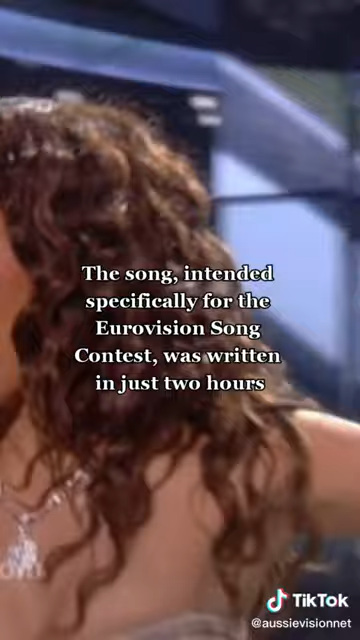 The song, intended
specifically for the
Eurovision Song
Contest, was written
in just two hours
TikTok
@aussievisionnet